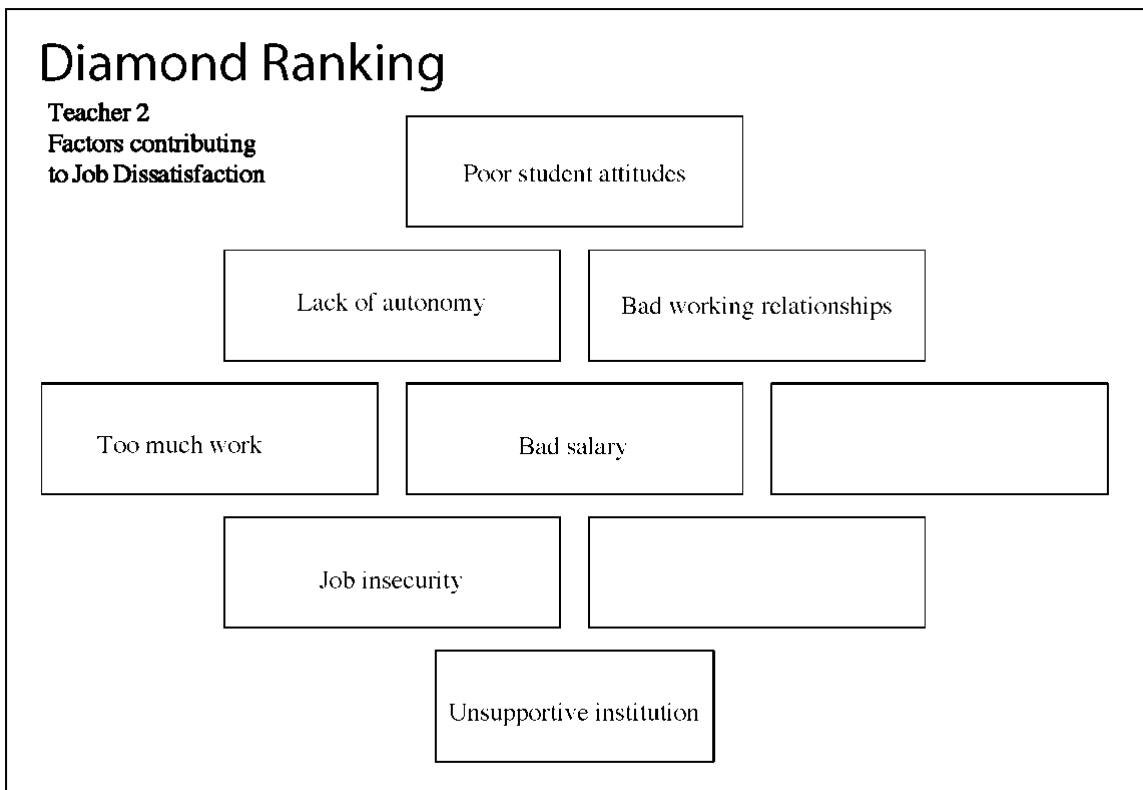 Diamond Ranking
Teacher 2
Factors contributing
to Job Dissatisfaction
Poor student attitudes
Lack of autonomy
Bad working relationships
Too much work
Bad salary
Job insecurity
Unsupportive institution